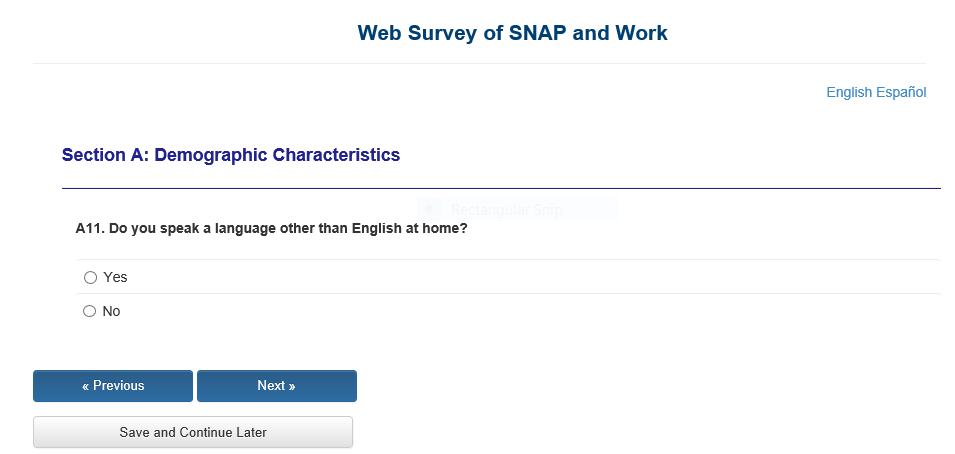 Web Survey of SNAP and Work
English Español
Section A: Demographic Characteristics
Rectangular Snip
A11. Do you speak a language other than English at home?
Yes
No
« Previous
Next »
Save and Continue Later